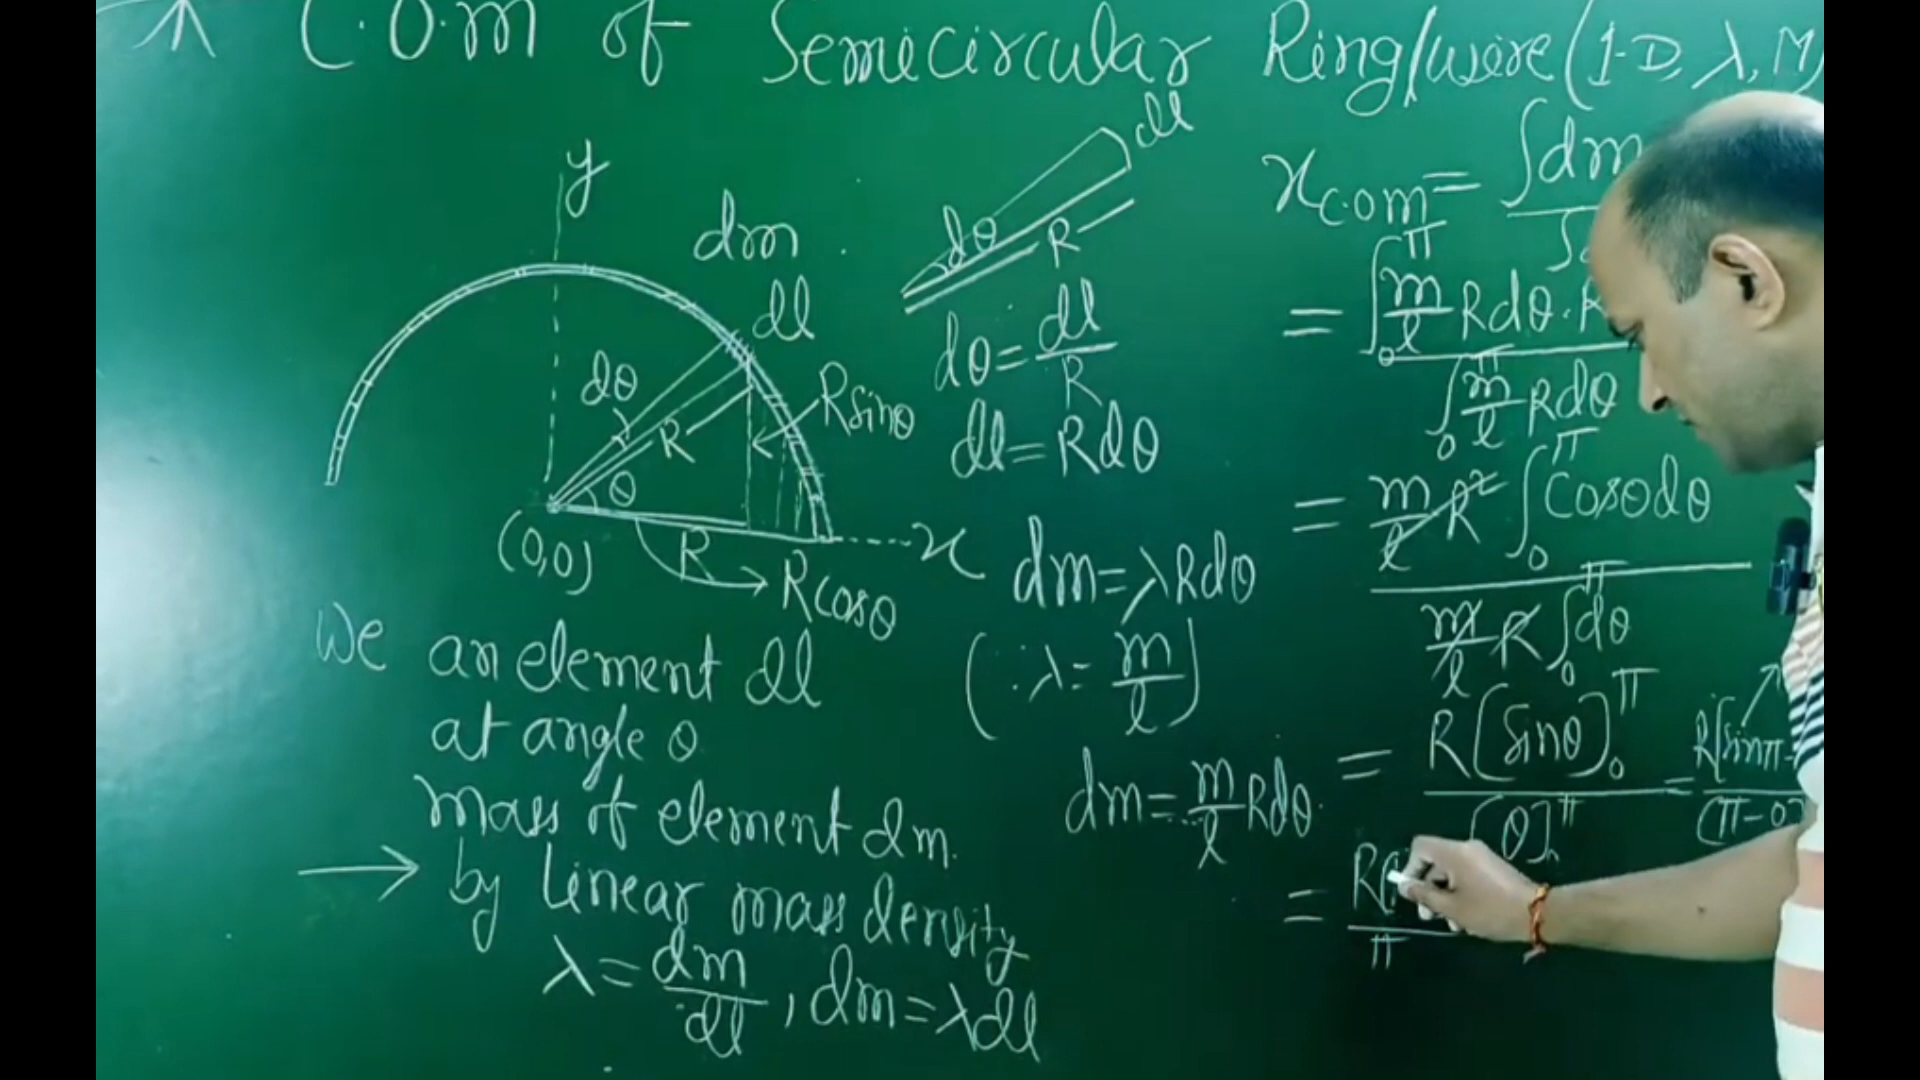 C.O.M of Semicircular Ring/wire (1-D, λ, M)
y
dm
dl
dθ
R
θ
Rsinθ
(0,0)
R
x
Rcosθ
dl
dθ
R
dθ = dl/R
dl = Rdθ
We an element dl
at angle θ
mass of element dm.
→ by linear mass density
λ = dm/dl , dm = λdl
dm = λRdθ
(∵ λ = m/l)
dm = m/l Rdθ
xC.O.m = ∫dm
= ∫₀^π m/l Rdθ . R
∫₀^π m/l Rdθ
= m/l R² ∫₀^π Cosθdθ
m/l R ∫₀^π dθ
= R[sinθ]₀^π / [θ]^π = R[sinπ- / (π-0)
= R / π